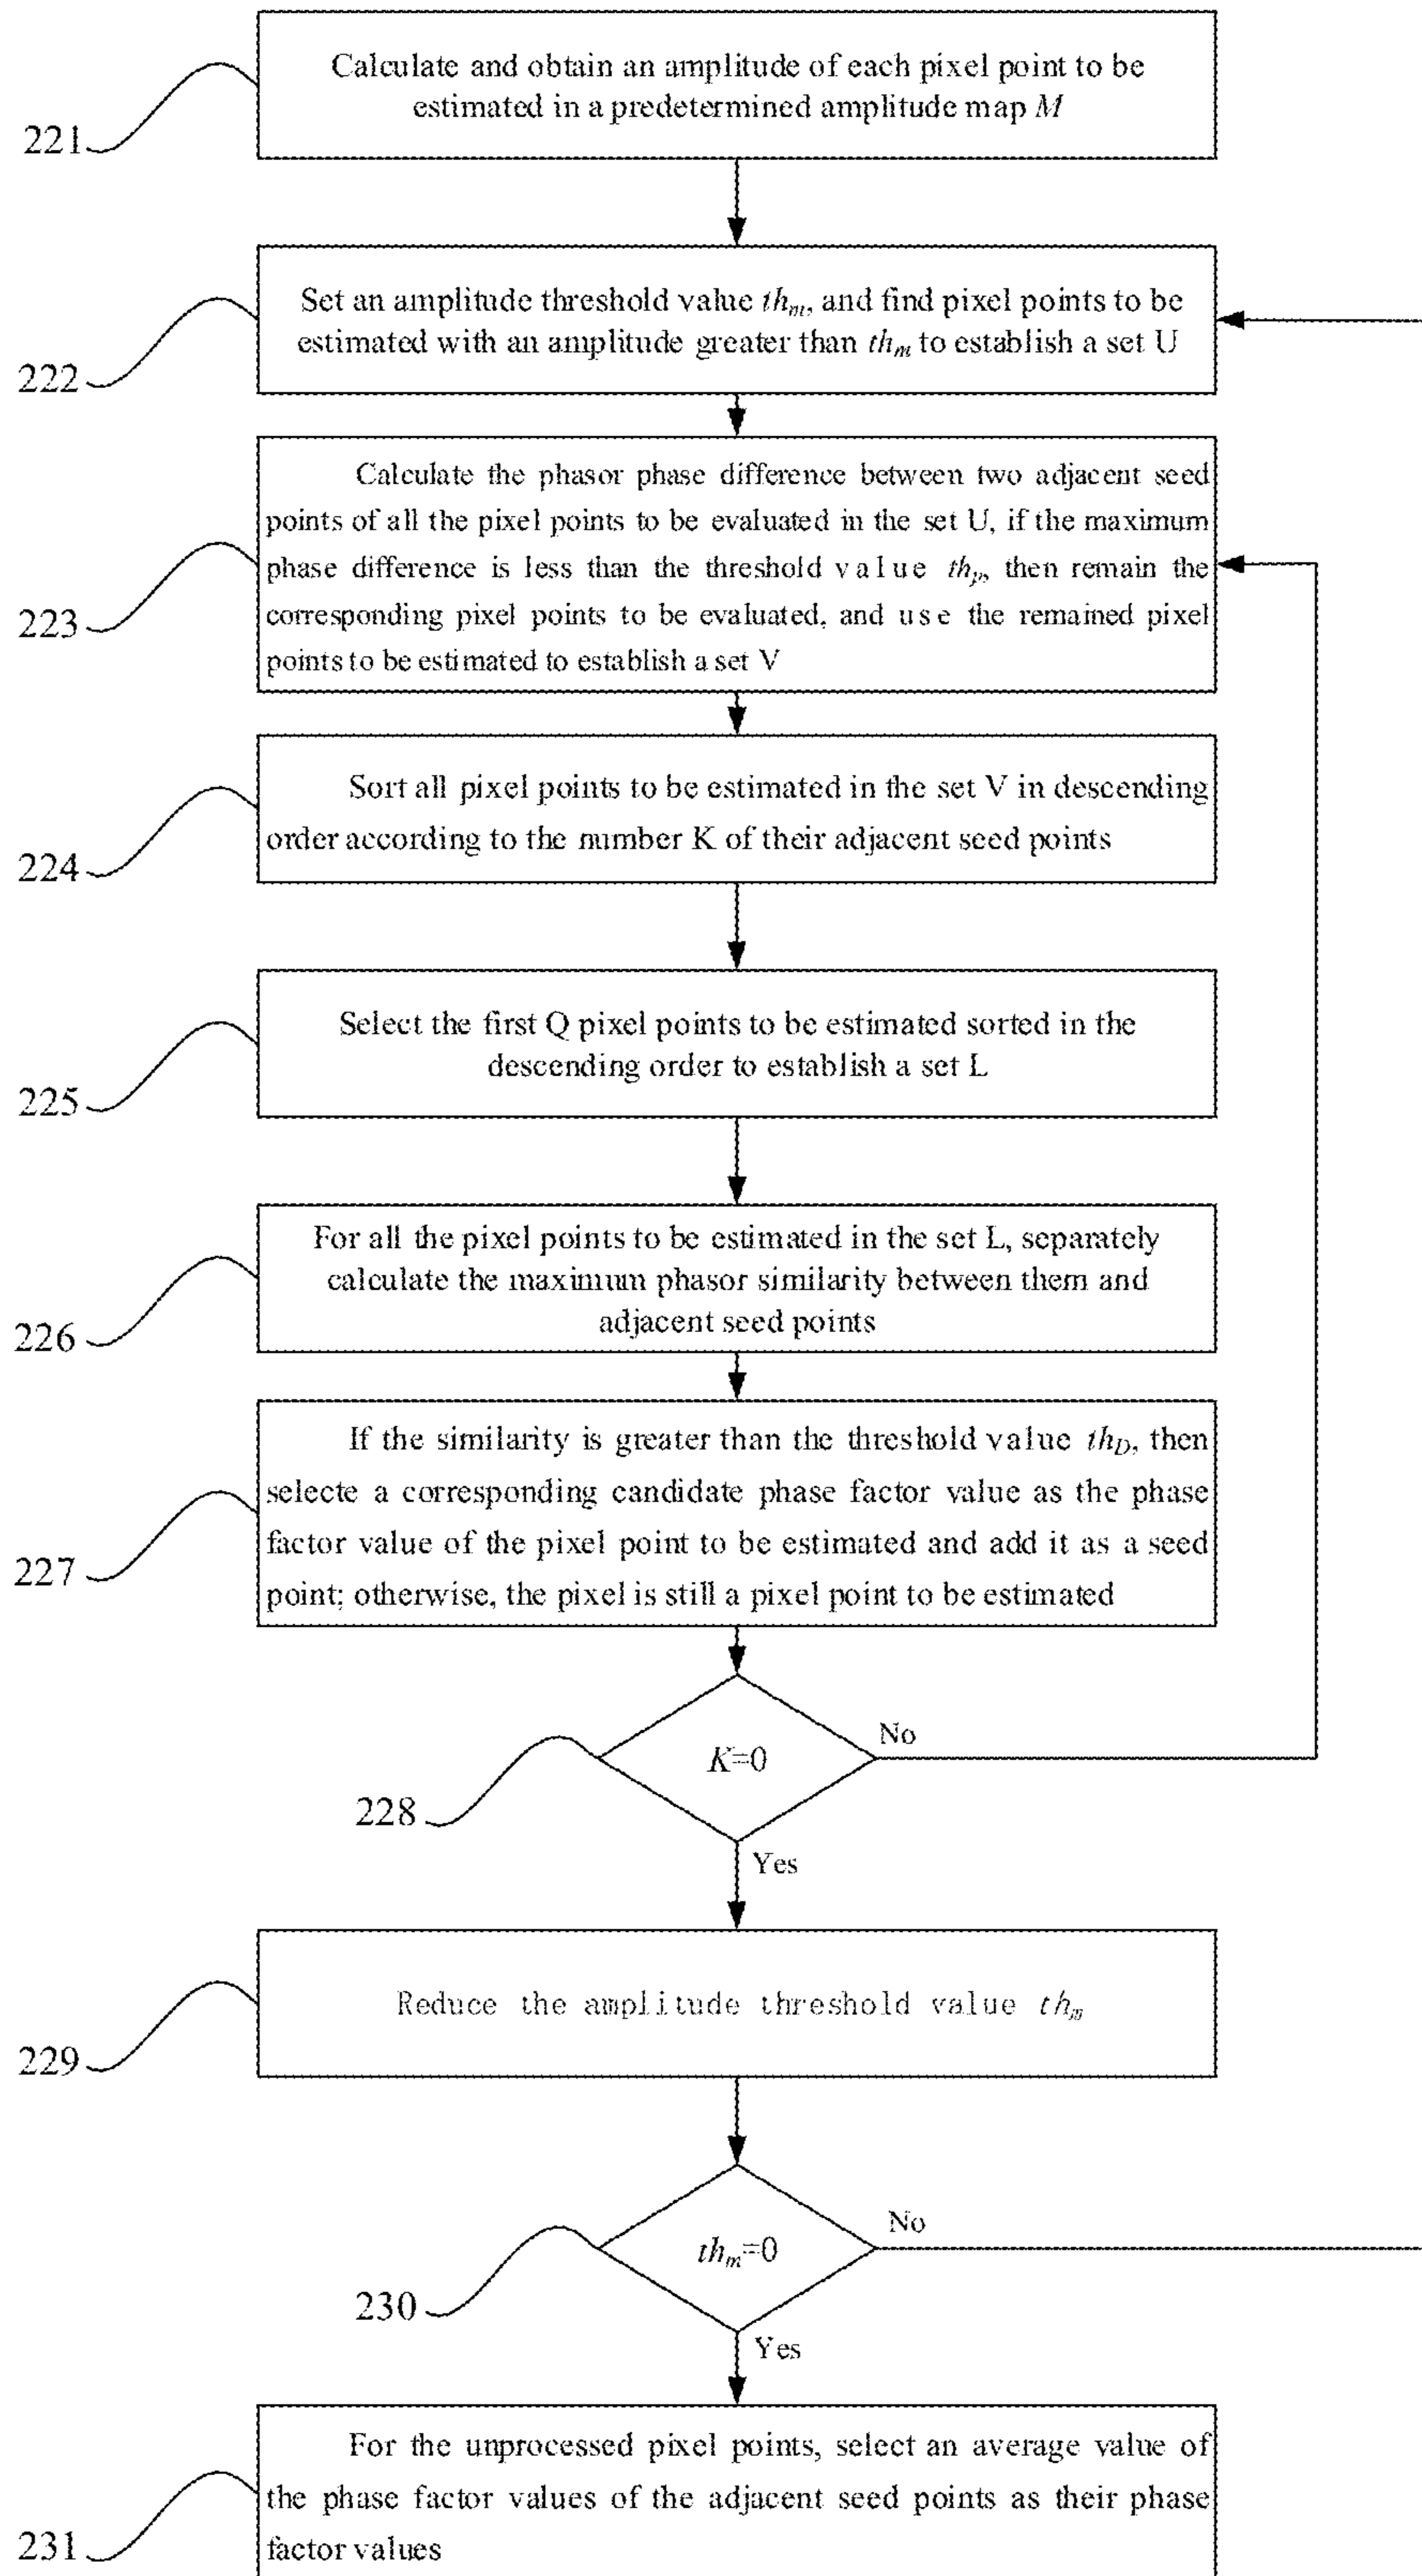 Calculate and obtain an amplitude of each pixel point to be
estimated in a predetermined amplitude map M
221
Set an amplitude threshold value th_m, and find pixel points to be
estimated with an amplitude greater than th_m to establish a set U
222
Calculate the phasor phase difference between two adjacent seed
points of all the pixel points to be evaluated in the set U, if the maximum
phase difference is less than the threshold value th_p, then remain the
corresponding pixel points to be evaluated, and use the remained pixel
points to be estimated to establish a set V
223
Sort all pixel points to be estimated in the set V in descending
order according to the number K of their adjacent seed points
224
Select the first Q pixel points to be estimated sorted in the
descending order to establish a set L
225
For all the pixel points to be estimated in the set L, separately
calculate the maximum phasor similarity between them and
adjacent seed points
226
If the similarity is greater than the threshold value th_D, then
selecte a corresponding candidate phase factor value as the phase
factor value of the pixel point to be estimated and add it as a seed
point; otherwise, the pixel is still a pixel point to be estimated
227
K=0
No
228
Yes
Reduce the amplitude threshold value th_m
229
th_m=0
No
230
Yes
For the unprocessed pixel points, select an average value of
the phase factor values of the adjacent seed points as their phase
factor values
231